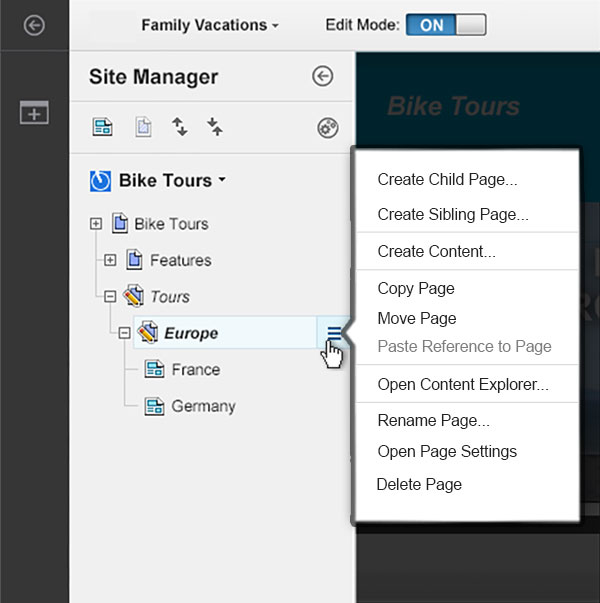 Family Vacations
Edit Mode: ON
Site Manager
Bike Tours
Bike Tours
Bike Tours
Features
Tours
Europe
France
Germany
Create Child Page...
Create Sibling Page...
Create Content...
Copy Page
Move Page
Paste Reference to Page
Open Content Explorer...
Rename Page...
Open Page Settings
Delete Page